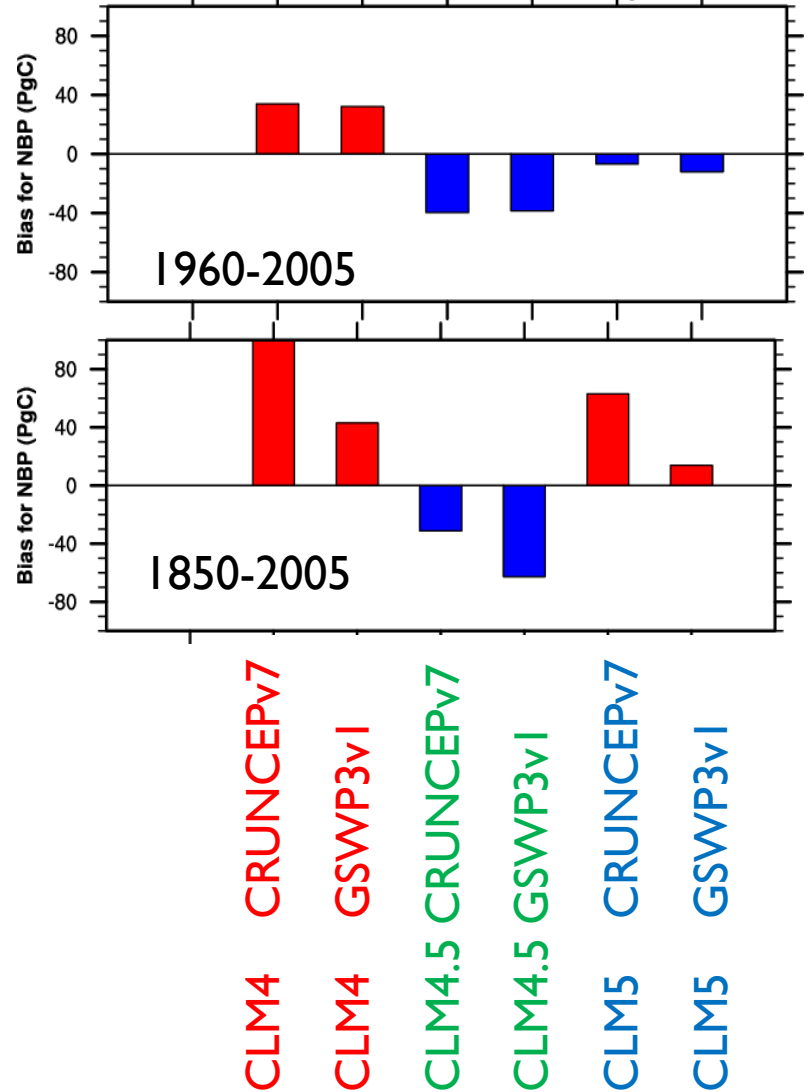 Bias for NBP (PgC)
80
40
0
-40
-80
1960-2005
Bias for NBP (PgC)
80
40
0
-40
-80
1850-2005
CLM4 CRUNCEPv7
CLM4 GSWP3v1
CLM4.5 CRUNCEPv7
CLM4.5 GSWP3v1
CLM5 CRUNCEPv7
CLM5 GSWP3v1